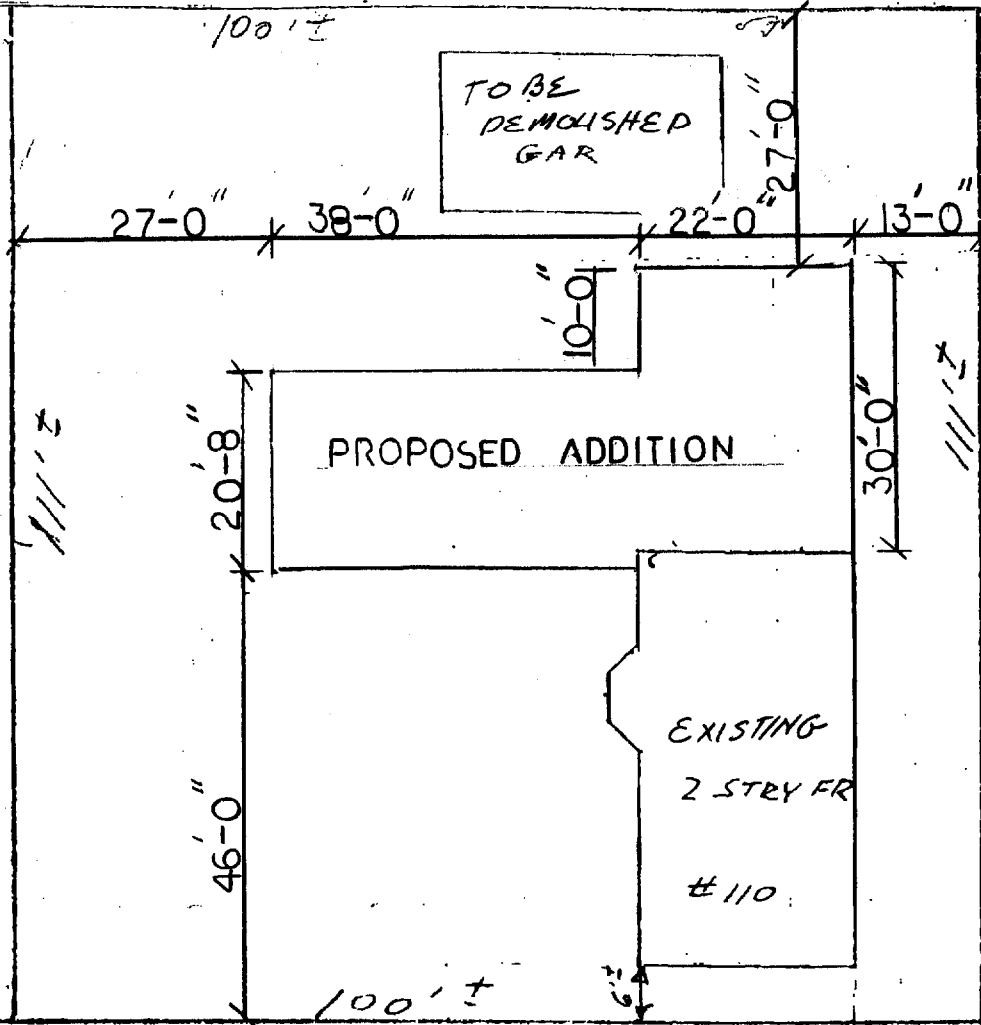 100' ±
TO BE
DEMOLISHED
GAR
27'-0"
27'-0"
38'-0"
22'-0"
13'-0"
10'-0"
111' ±
20'-8"
PROPOSED ADDITION
30'-0"
111' ±
EXISTING
2 STRY FR
#110
46'-0"
6'±
100' ±